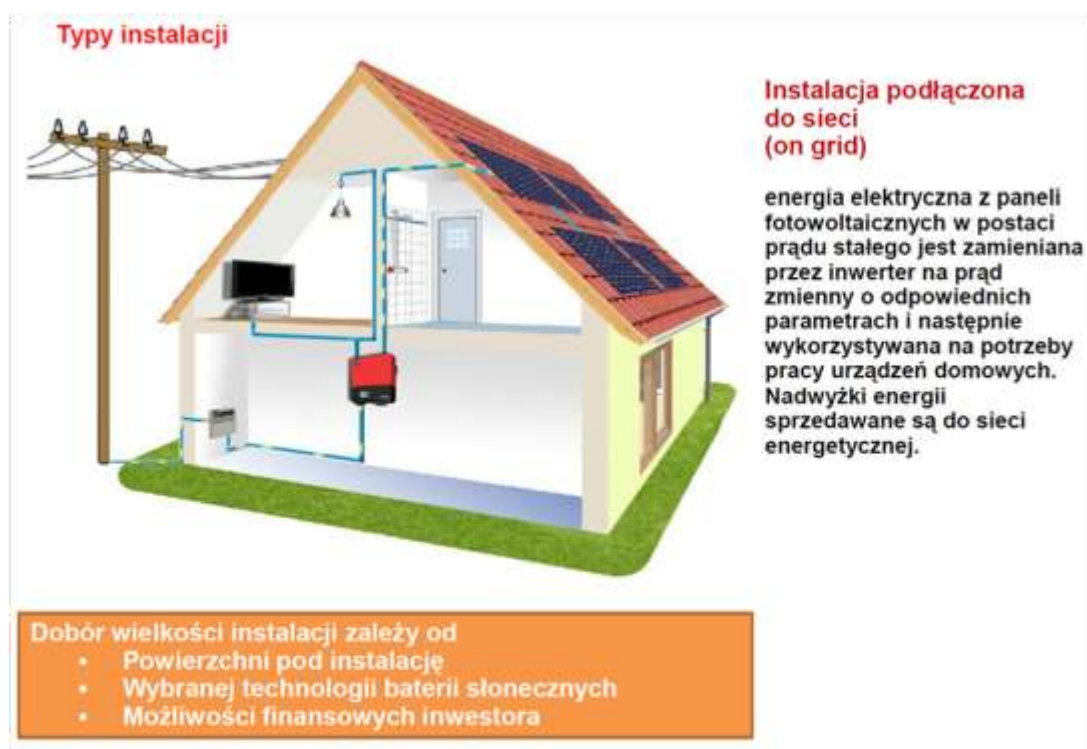 Typy instalacji
Instalacja podłączona
do sieci
(on grid)
energia elektryczna z paneli
fotowoltaicznych w postaci
prądu stałego jest zamieniana
przez inwerter na prąd
zmienny o odpowiednich
parametrach i następnie
wykorzystywana na potrzeby
pracy urządzeń domowych.
Nadwyżki energii
sprzedawane są do sieci
energetycznej.
Dobór wielkości instalacji zależy od
• Powierzchni pod instalację
• Wybranej technologii baterii słonecznych
• Możliwości finansowych inwestora